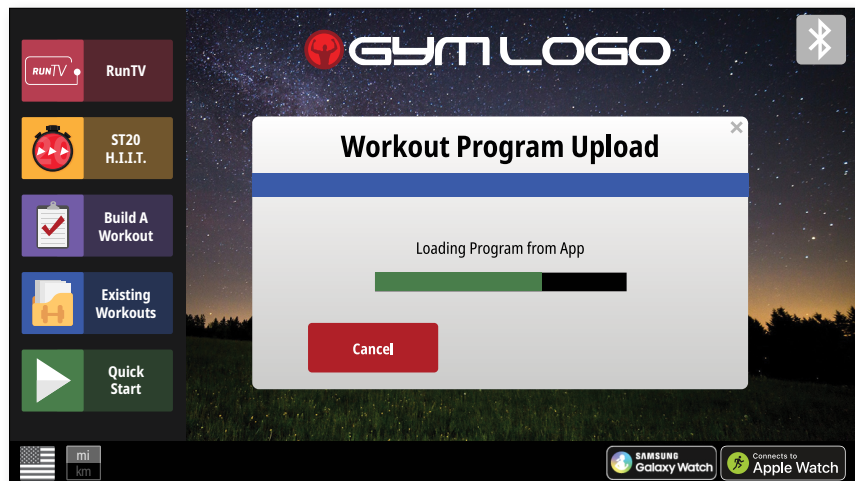 GYM LOGO
RUNTV
RunTV
ST20
H.I.I.T.
Build A
Workout
Existing
Workouts
Quick
Start
Workout Program Upload
×
Loading Program from App
Cancel
mi
km
SAMSUNG
Galaxy Watch
Connects to
Apple Watch